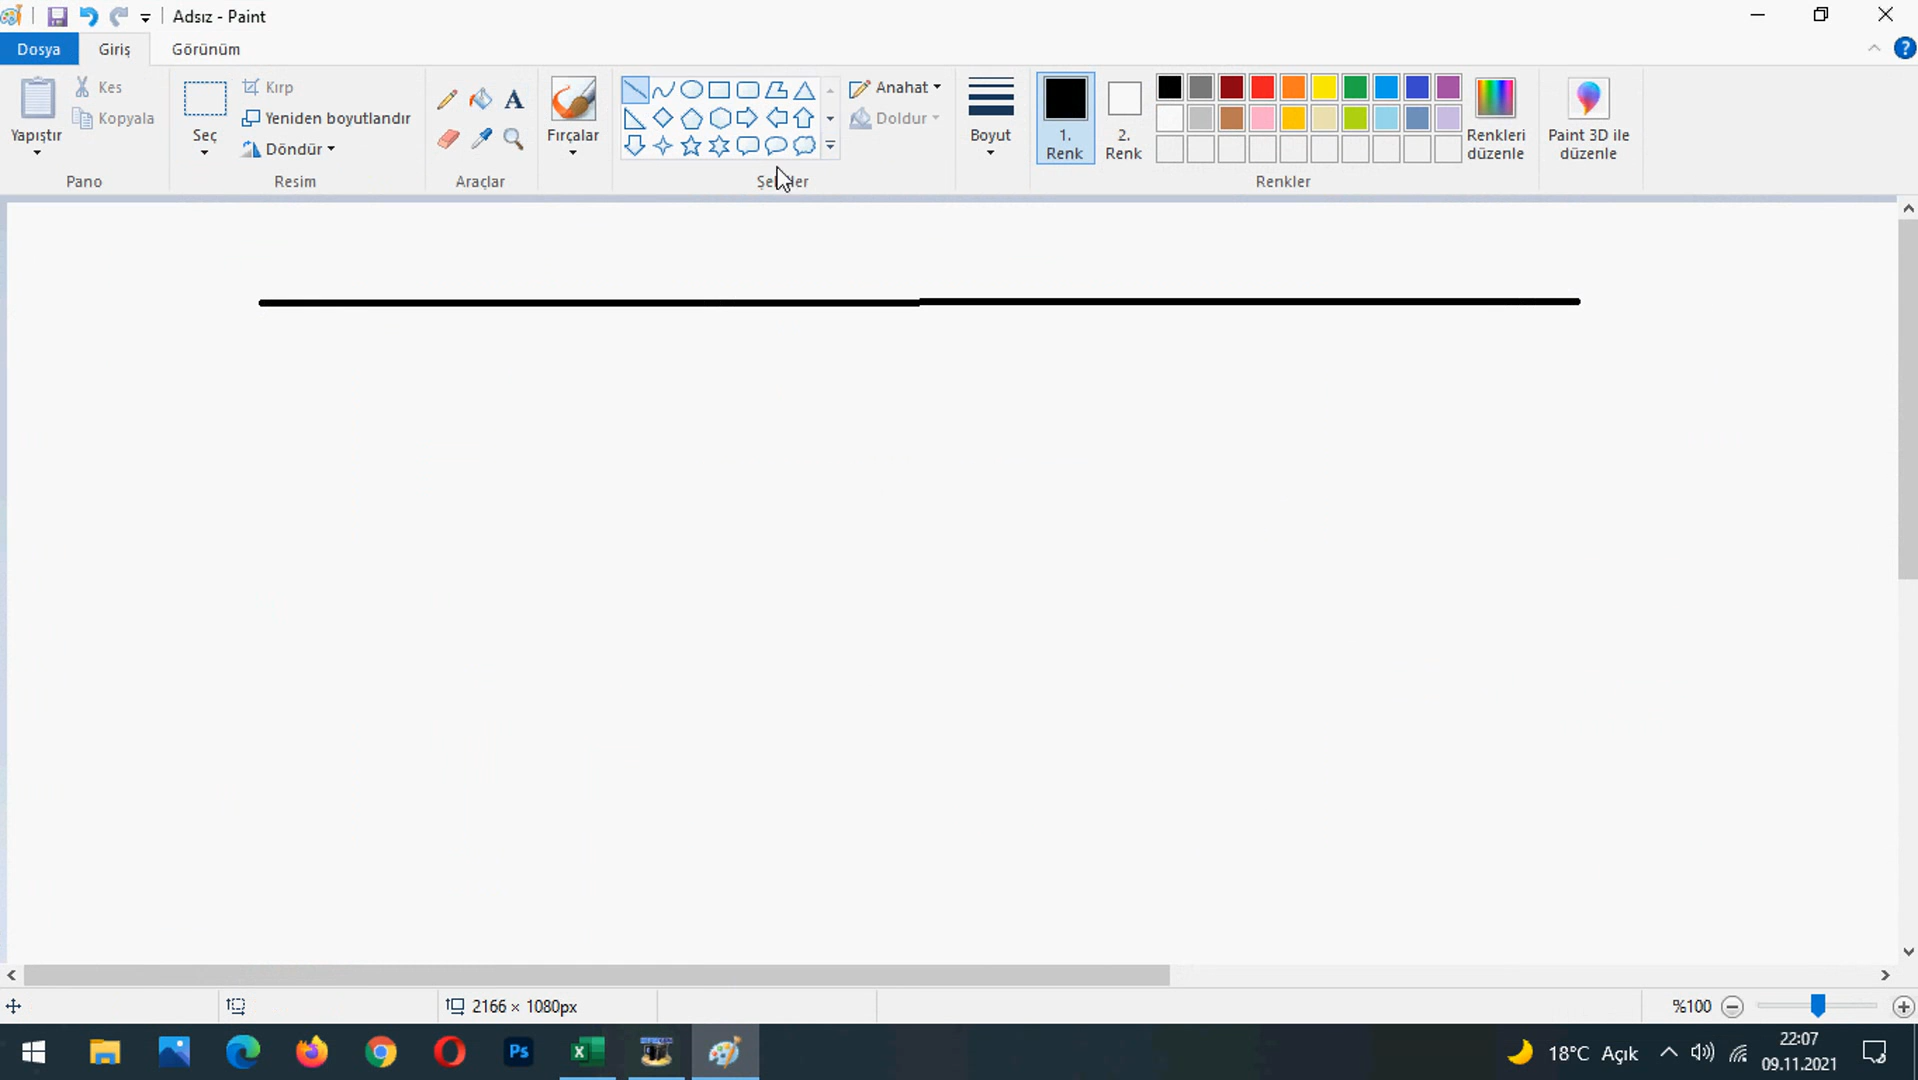 Adsız - Paint
Dosya
Giriş
Görünüm
Yapıştır
Kes
Kopyala
Pano
Seç
Kırp
Yeniden boyutlandır
Döndür
Resim
A
Araçlar
Fırçalar
Anahat
Doldur
Boyut
1.
Renk
2.
Renk
Renkler
Renkleri
düzenle
Paint 3D ile
düzenle
?
2166 × 1080px
%100
Ps
X
18°C Açık
22:07
09.11.2021